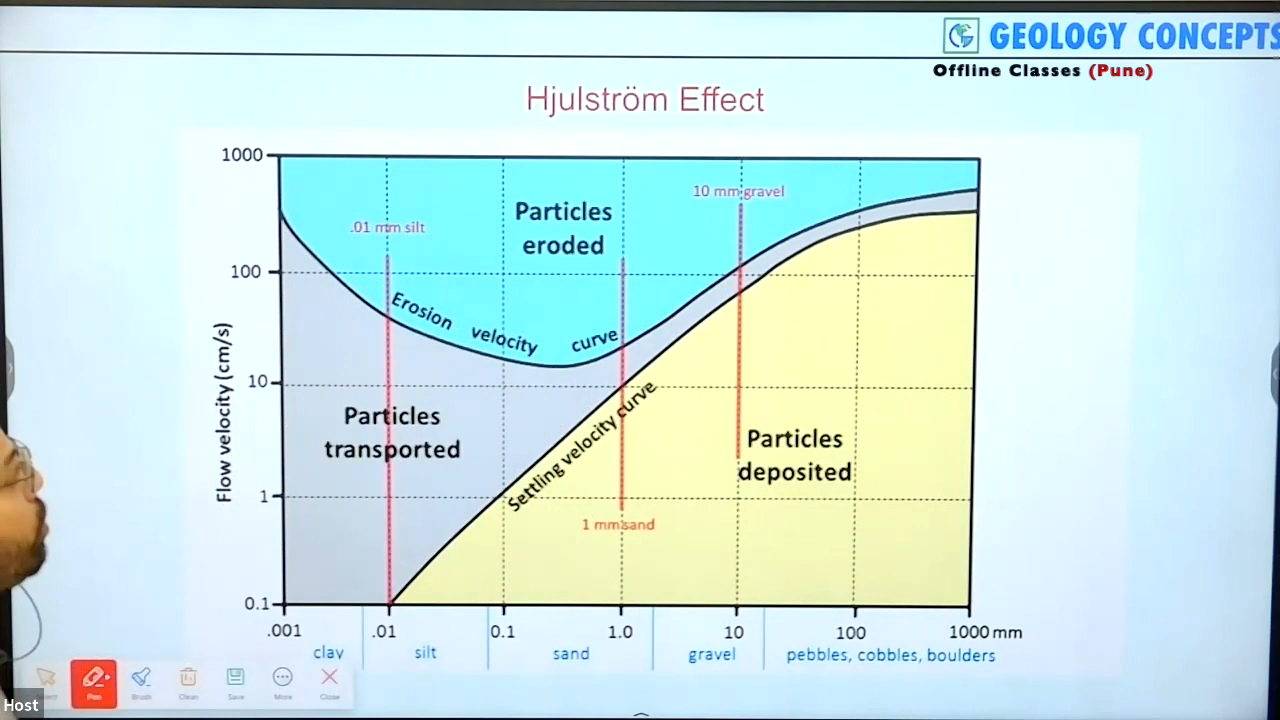 GEOLOGY CONCEPTS
Offline Classes (Pune)
Hjulström Effect
1000
100
10
1
0.1
Flow velocity (cm/s)
.01 mm silt
10 mm gravel
Particles
eroded
Erosion velocity curve
Particles
transported
Settling velocity curve
Particles
deposited
1 mm sand
.001 .01 0.1 1.0 10 100 1000 mm
clay silt sand gravel pebbles, cobbles, boulders
Pen Brush Clean Save More Close
Host